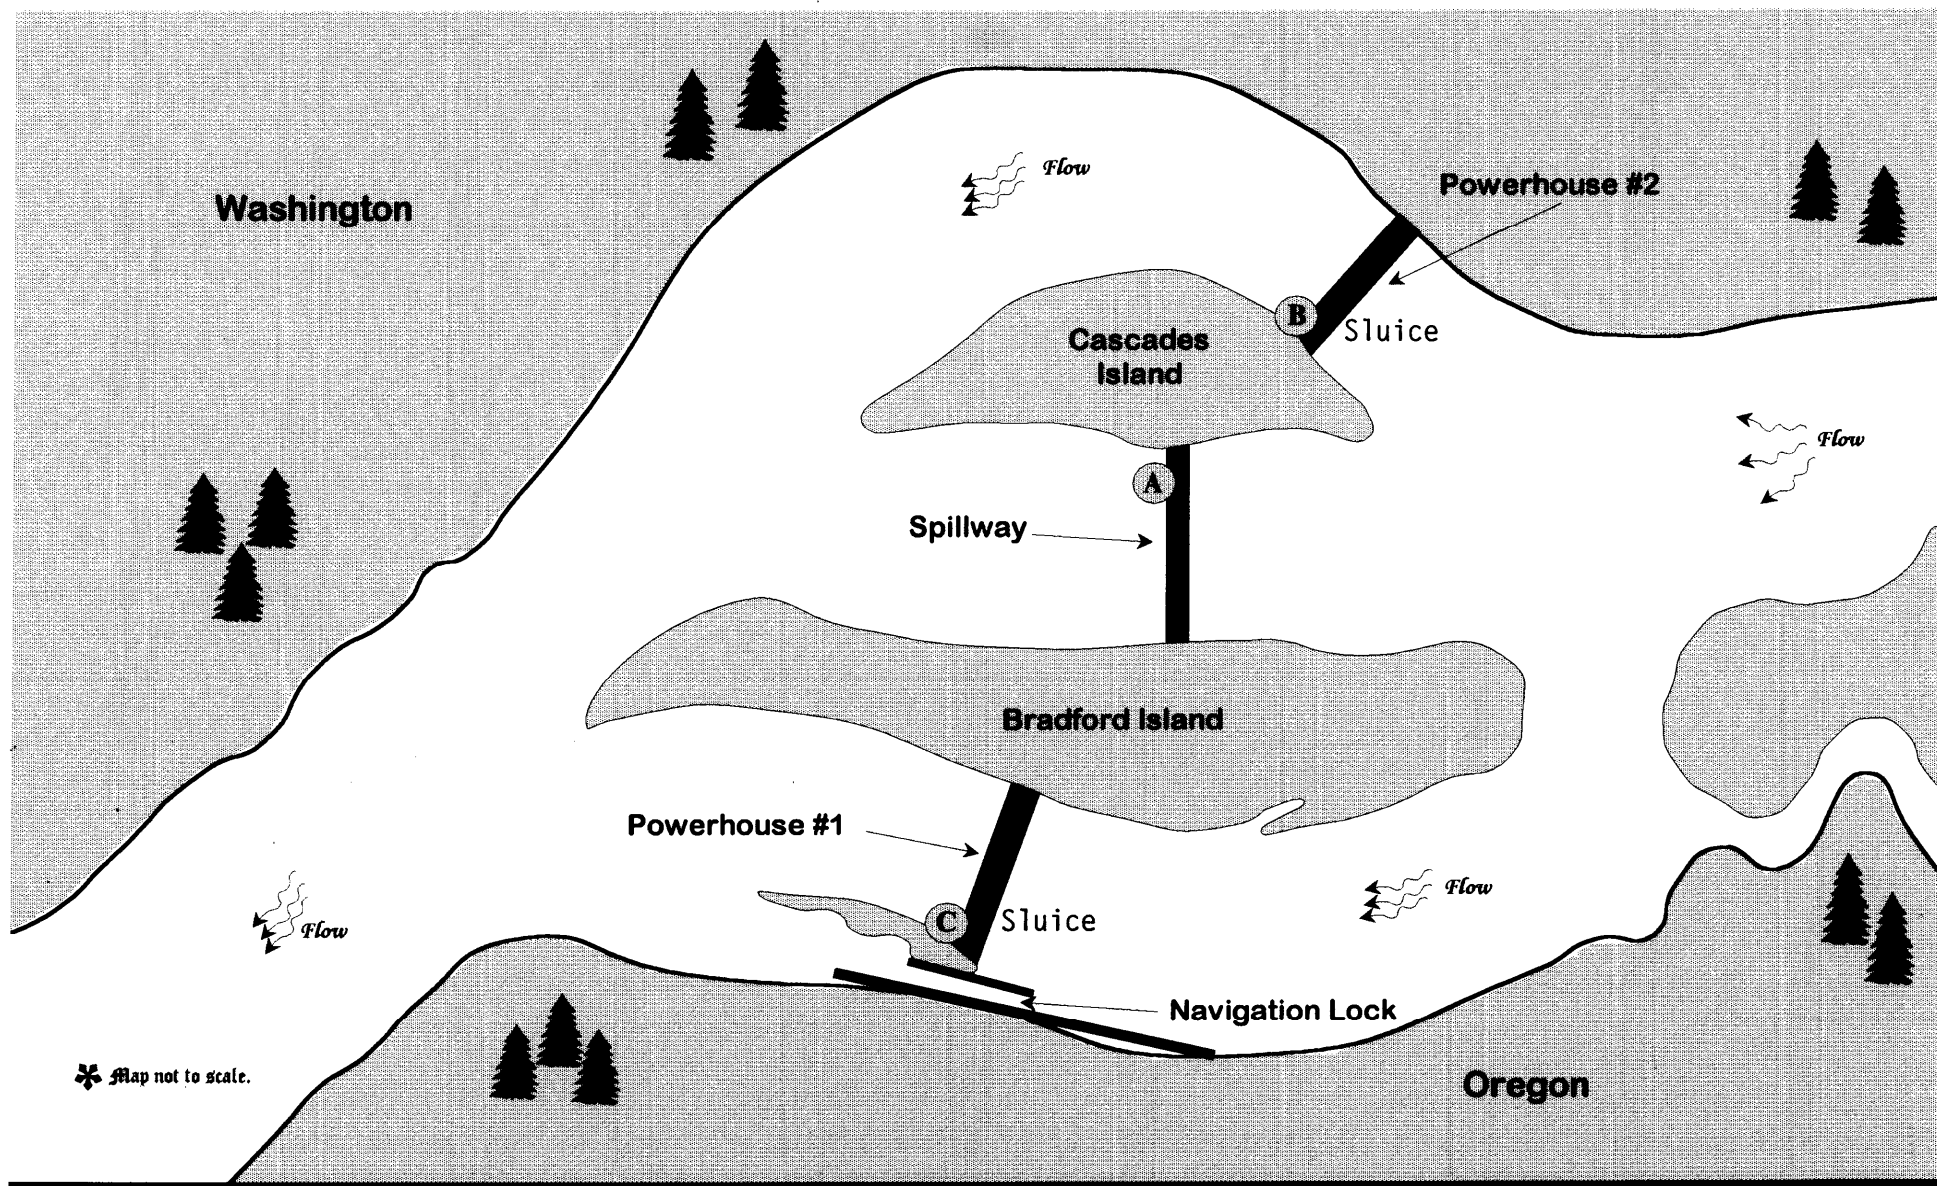 Flow
Powerhouse #2
Washington
B
Sluice
Cascades
Island
Flow
A
Spillway
Bradford Island
Powerhouse #1
Flow
C
Sluice
Flow
Navigation Lock
Map not to scale.
Oregon